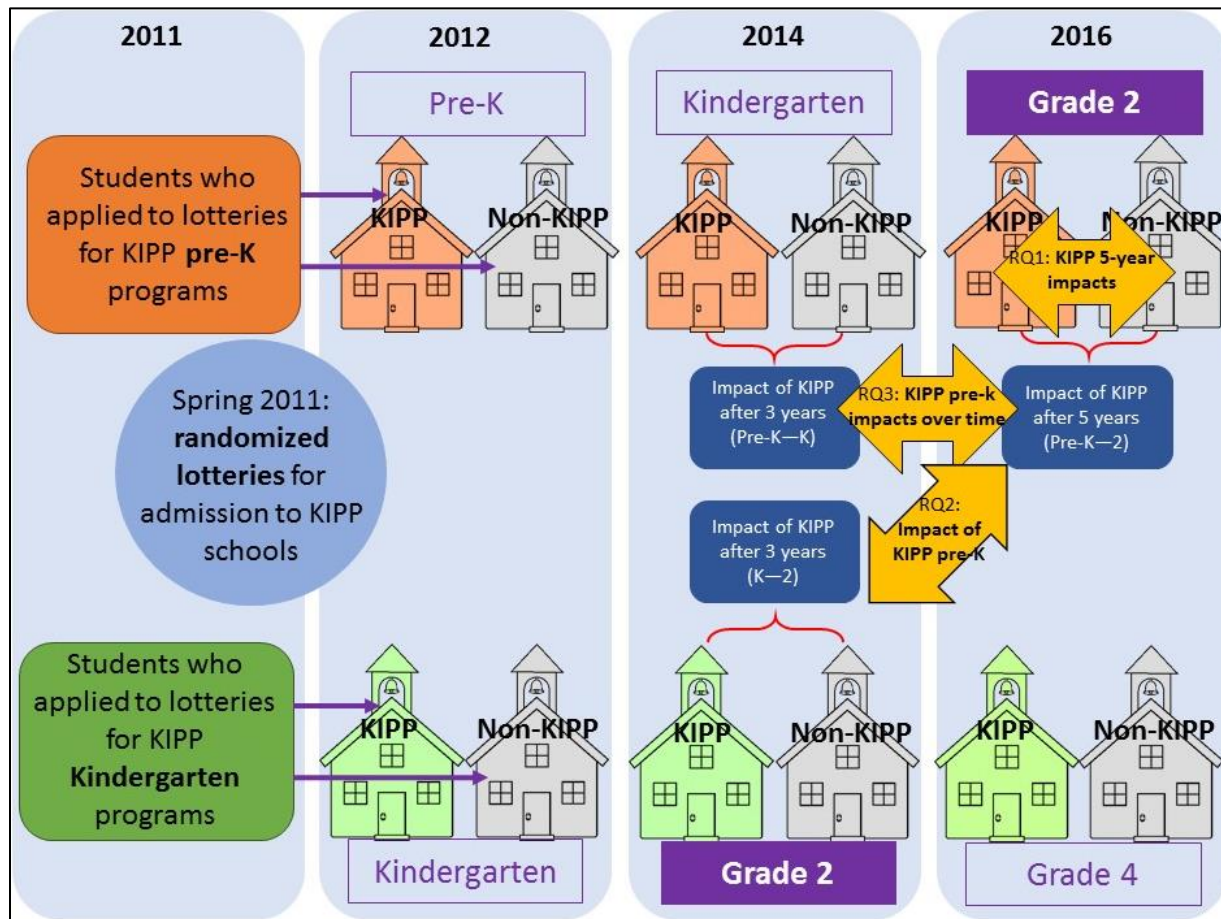 2011
2012
2014
2016
Pre-K
Kindergarten
Grade 2
Students who
applied to lotteries
for KIPP pre-K
programs
KIPP
Non-KIPP
KIPP
Non-KIPP
KIPP
Non-KIPP
RQ1: KIPP 5-year
impacts
Spring 2011:
randomized
lotteries for
admission to KIPP
schools
Impact of KIPP
after 3 years
(Pre-K—K)
RQ3: KIPP pre-k
impacts over time
Impact of KIPP
after 5 years
(Pre-K—2)
Impact of KIPP
after 3 years
(K—2)
RQ2:
Impact of
KIPP pre-K
Students who
applied to lotteries
for KIPP
Kindergarten
programs
KIPP
Non-KIPP
KIPP
Non-KIPP
KIPP
Non-KIPP
Kindergarten
Grade 2
Grade 4